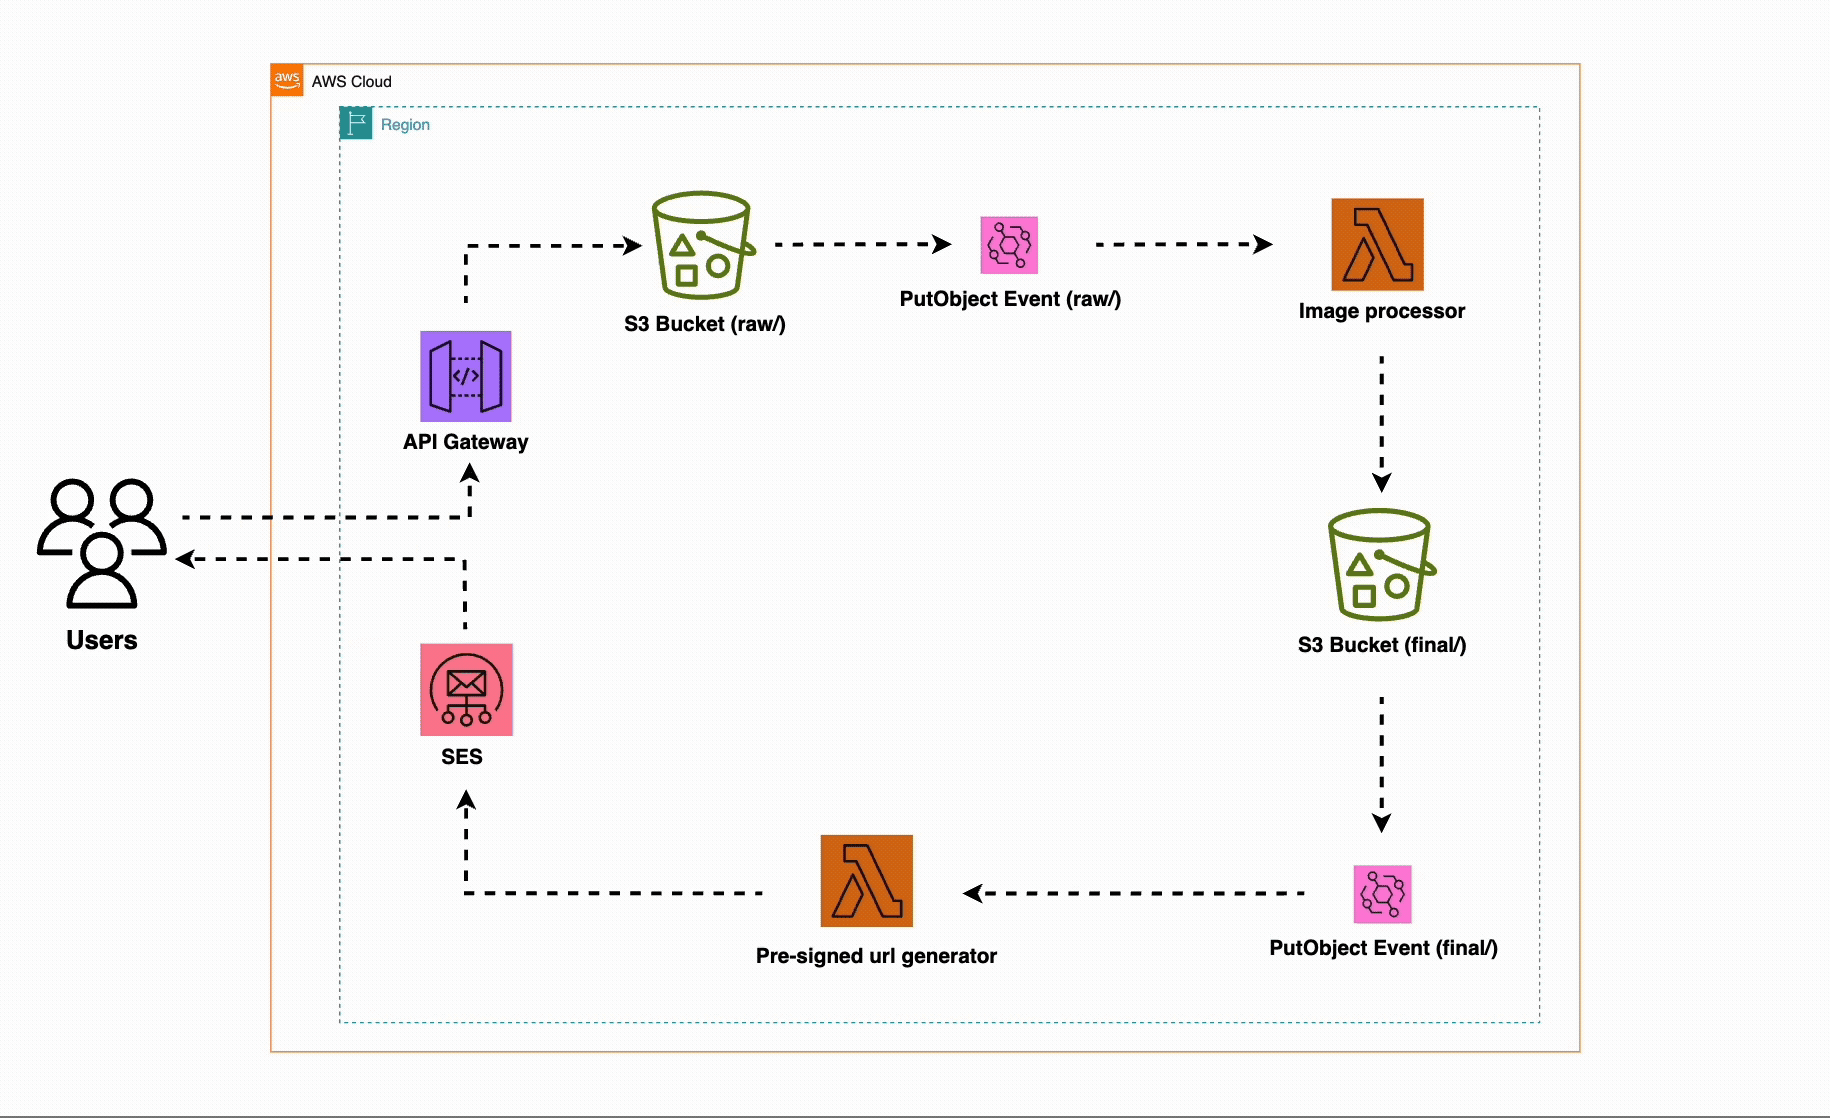 aws
AWS Cloud
Region
S3 Bucket (raw/)
PutObject Event (raw/)
Image processor
</>
API Gateway
Users
S3 Bucket (final/)
SES
Pre-signed url generator
PutObject Event (final/)